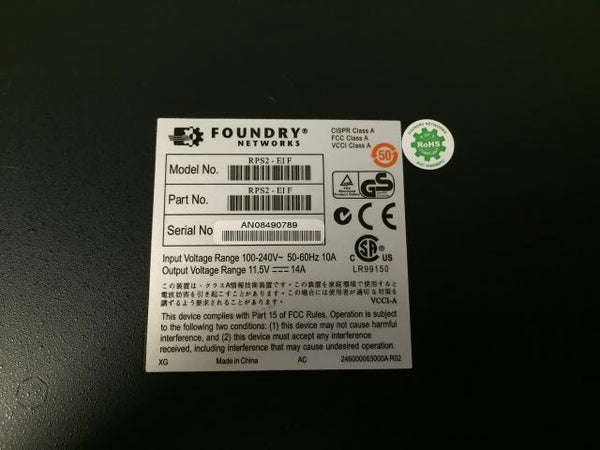 FOUNDRY®
NETWORKS
CISPR Class A
FCC Class A
VCCI Class A
FOUNDRY NETWORKS
RoHS
50
Model No.
RPS2 - EIF
Part No.
RPS2 - EIF
Serial No
AN08490789
GS
CE
C US
LR99150
Input Voltage Range 100-240V~ 50-60Hz 10A
Output Voltage Range 11.5V ⎓ 14A
この装置は、クラスA情報技術装置です。この装置を家庭環境で使用すると
電波妨害を引き起こすことがあります。この場合には使用者が適切な対策を
講ずるよう要求されることがあります。
VCCI-A
This device complies with Part 15 of FCC Rules. Operation is subject
to the following two conditions: (1) this device may not cause harmful
interference, and (2) this device must accept any interference
received, including interference that may cause undesired operation.
XG Made in China AC 246000063000A R02